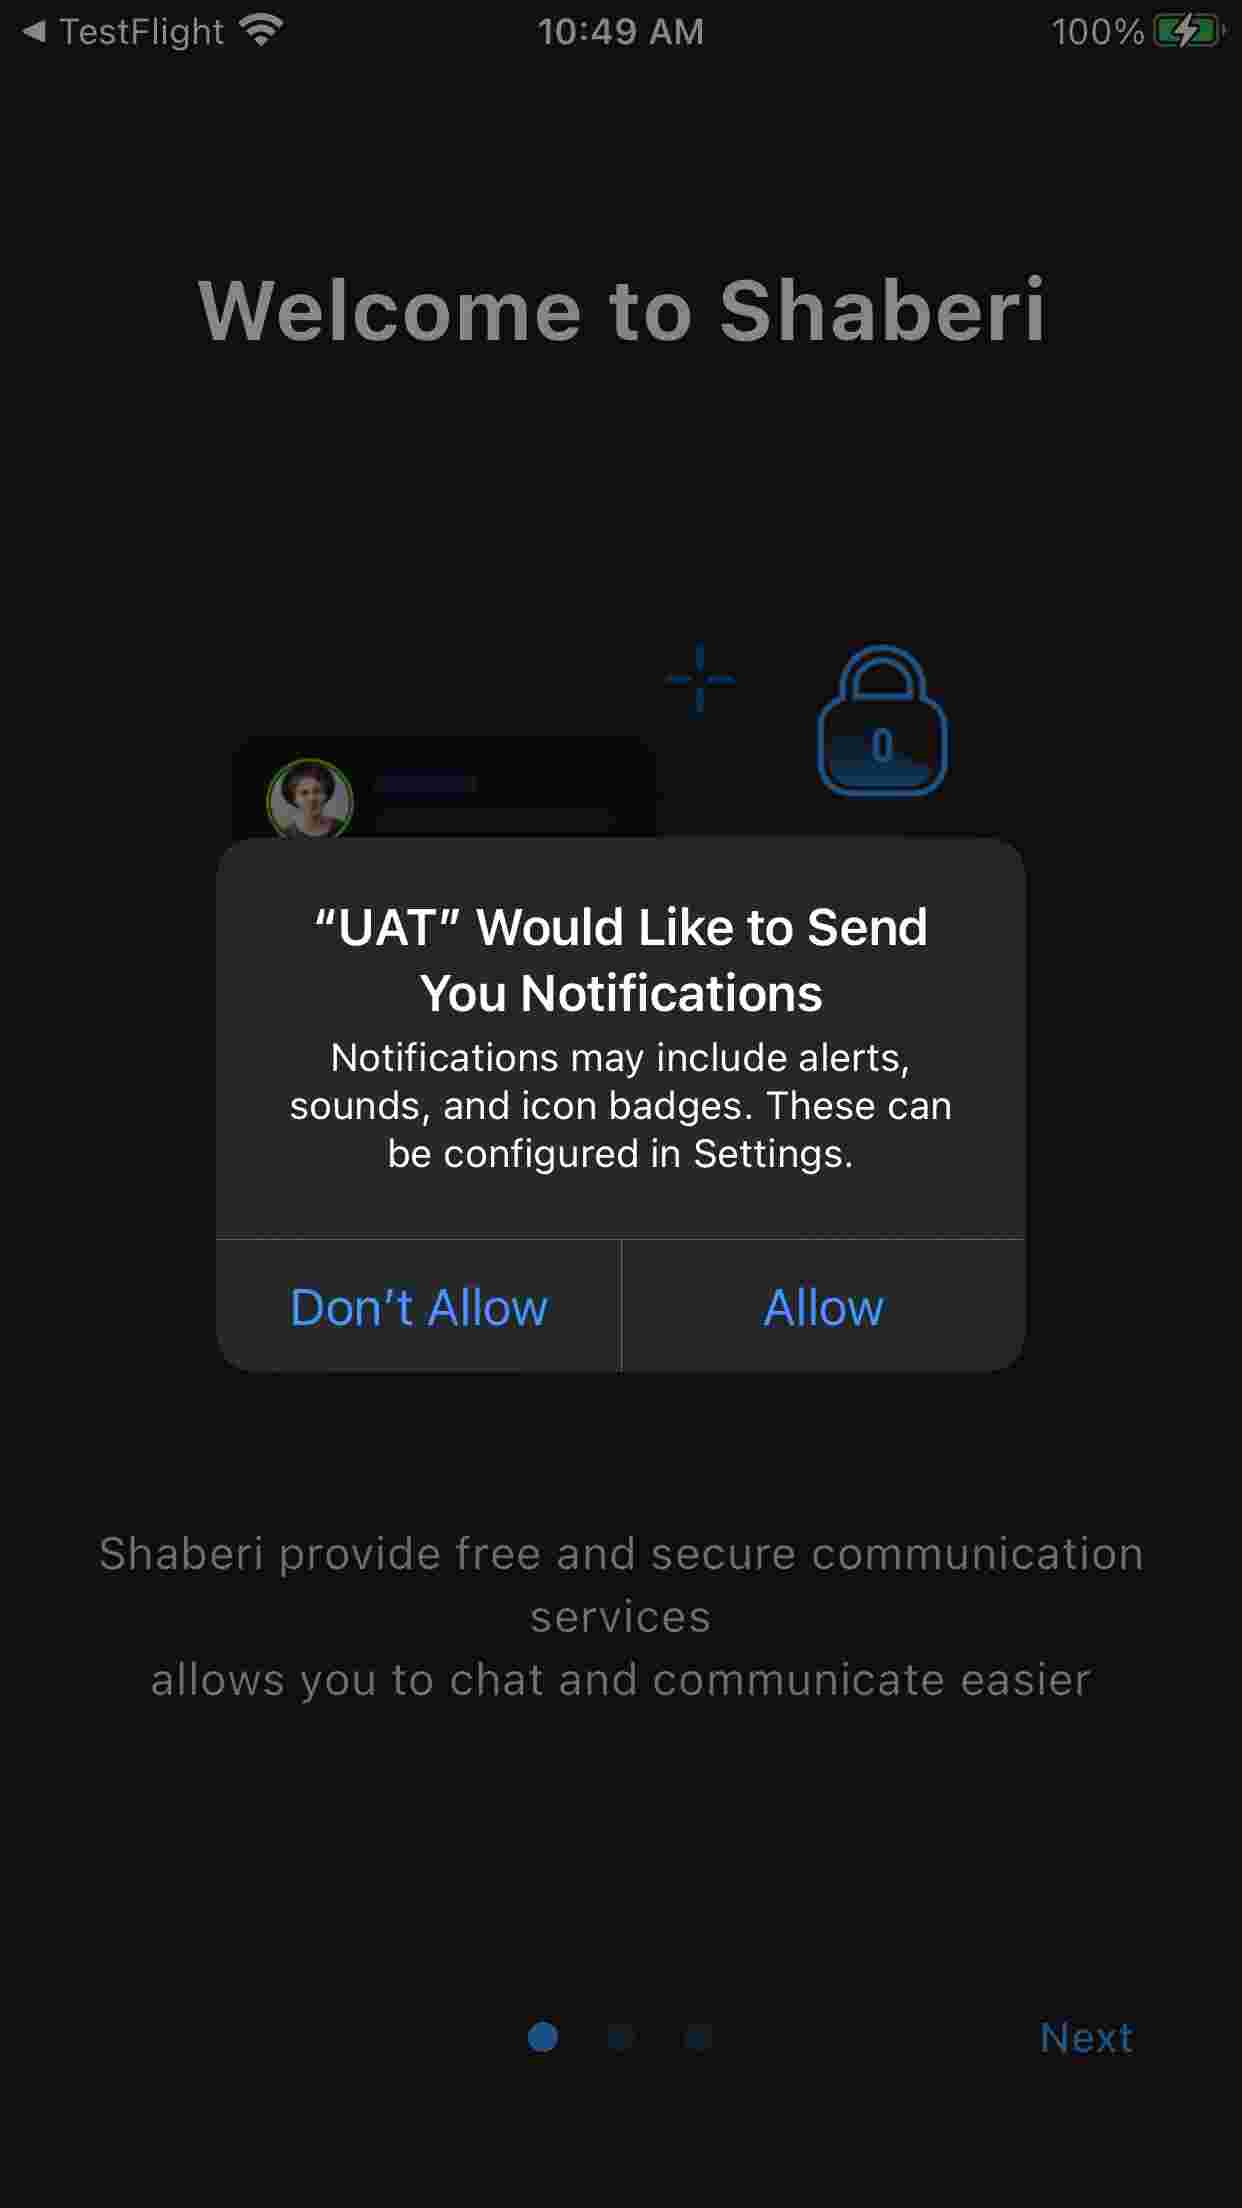 ◀ TestFlight 10:49 AM 100%
Welcome to Shaberi
0
“UAT” Would Like to Send
You Notifications
Notifications may include alerts,
sounds, and icon badges. These can
be configured in Settings.
Don’t Allow Allow
Shaberi provide free and secure communication
services
allows you to chat and communicate easier
Next